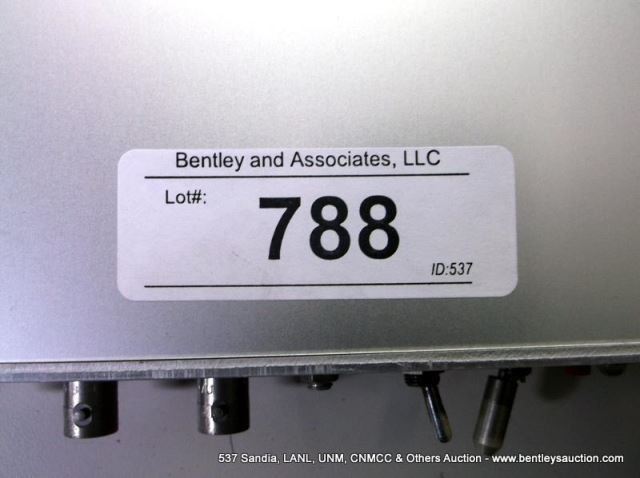 Bentley and Associates, LLC
Lot#:
788
ID:537
537 Sandia, LANL, UNM, CNMCC & Others Auction - www.bentleysauction.com